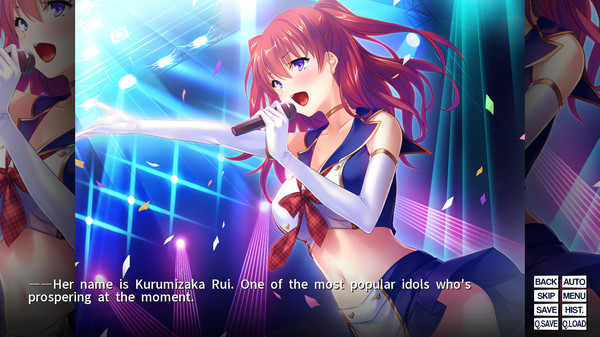 ——Her name is Kurumizaka Rui. One of the most popular idols who's
prospering at the moment.
BACK AUTO
SKIP MENU
SAVE HIST.
Q.SAVE Q.LOAD